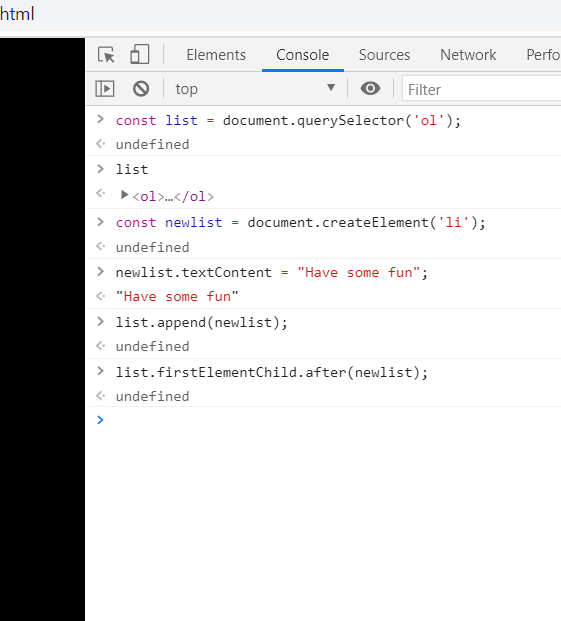 html
Elements Console Sources Network Perfo
top Filter
const list = document.querySelector('ol');
undefined
list
<ol>…</ol>
const newlist = document.createElement('li');
undefined
newlist.textContent = "Have some fun";
"Have some fun"
list.append(newlist);
undefined
list.firstElementChild.after(newlist);
undefined